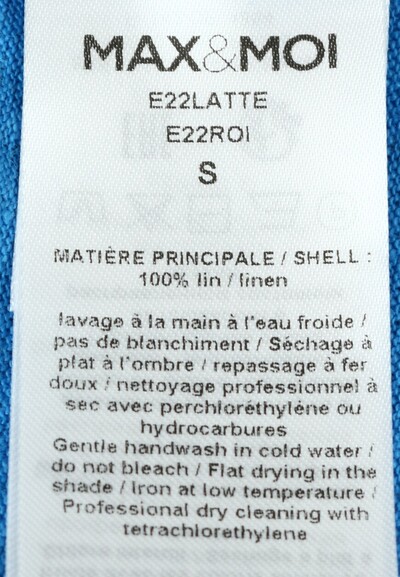 MAX&MOI
E22LATTE
E22ROI
S
MATIÈRE PRINCIPALE / SHELL :
100% lin / linen
lavage à la main à l'eau froide /
pas de blanchiment / Séchage à
plat à l'ombre / repassage à fer
doux / nettoyage professionnel à
sec avec perchloréthylène ou
hydrocarbures
Gentle handwash in cold water /
do not bleach / Flat drying in the
shade / Iron at low temperature /
Professional dry cleaning with
tetrachlorethylene